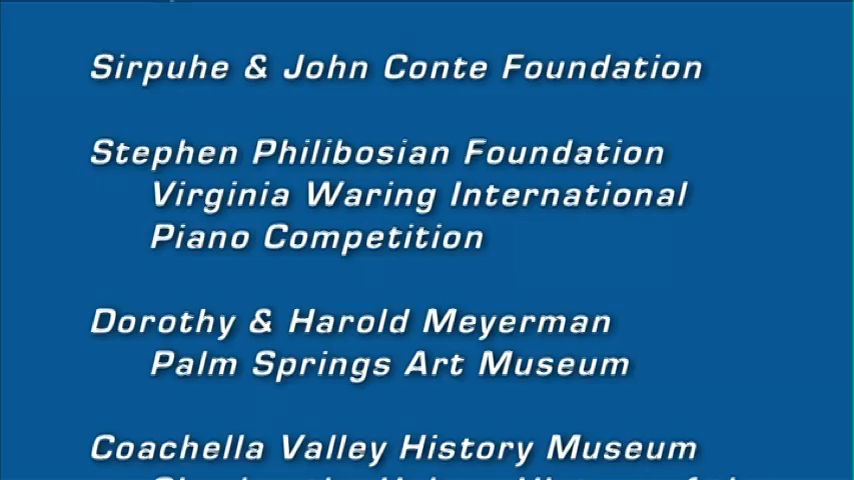 Sirpuhe & John Conte Foundation
Stephen Philibosian Foundation
Virginia Waring International
Piano Competition
Dorothy & Harold Meyerman
Palm Springs Art Museum
Coachella Valley History Museum